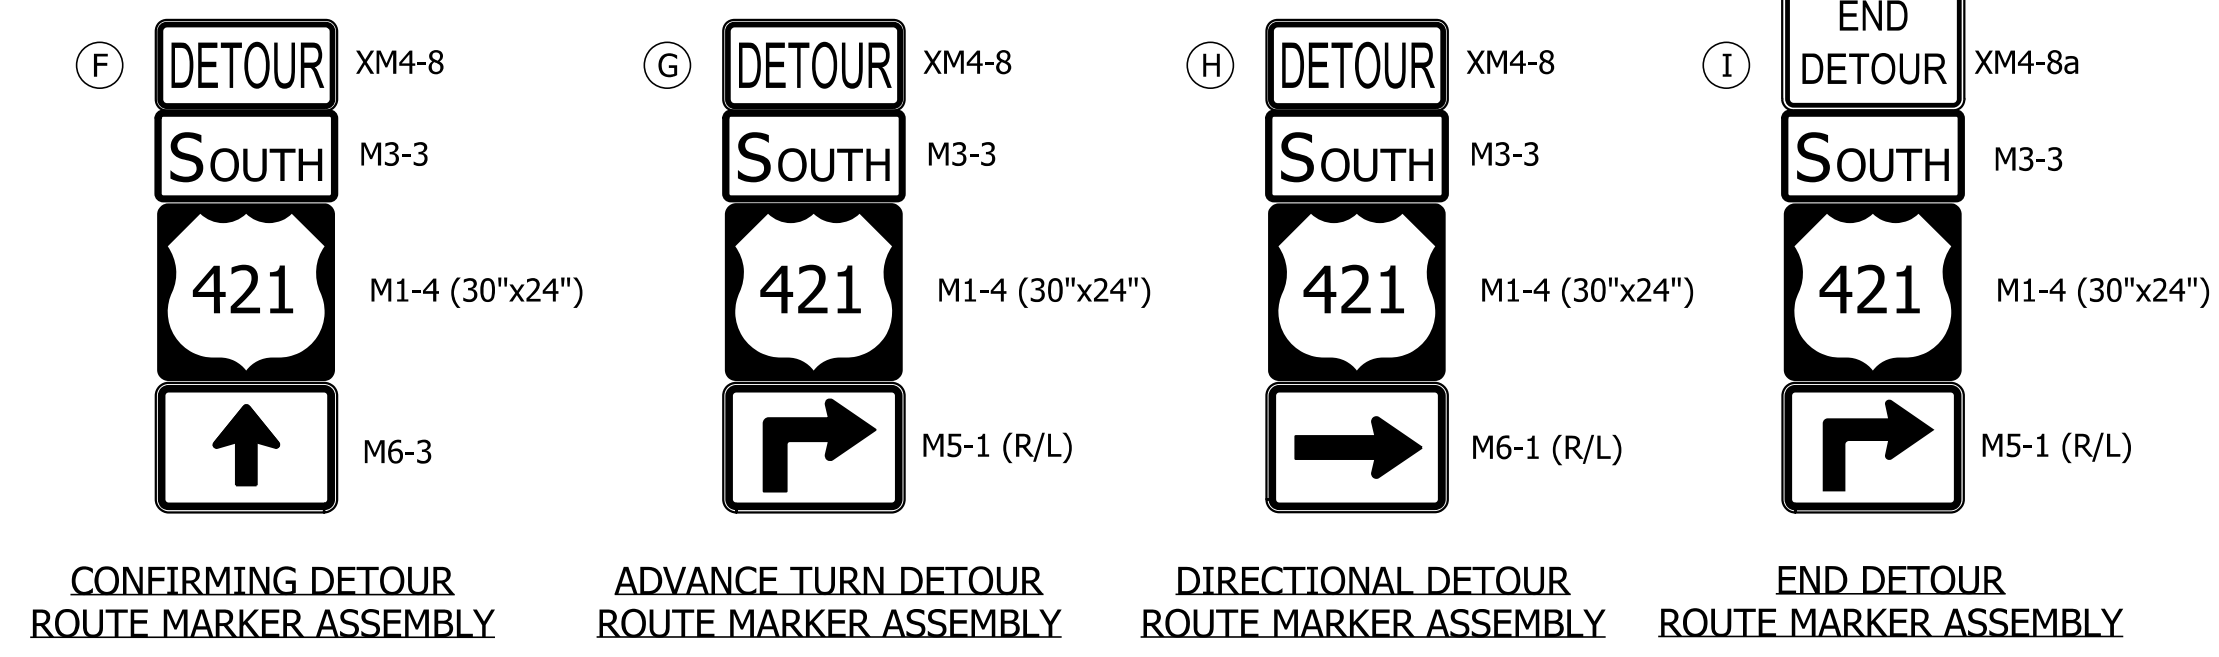 F
DETOUR
XM4-8
SOUTH
M3-3
421
M1-4 (30"x24")
M6-3
CONFIRMING DETOUR
ROUTE MARKER ASSEMBLY
G
DETOUR
XM4-8
SOUTH
M3-3
421
M1-4 (30"x24")
M5-1 (R/L)
ADVANCE TURN DETOUR
ROUTE MARKER ASSEMBLY
H
DETOUR
XM4-8
SOUTH
M3-3
421
M1-4 (30"x24")
M6-1 (R/L)
DIRECTIONAL DETOUR
ROUTE MARKER ASSEMBLY
I
END
DETOUR
XM4-8a
SOUTH
M3-3
421
M1-4 (30"x24")
M5-1 (R/L)
END DETOUR
ROUTE MARKER ASSEMBLY